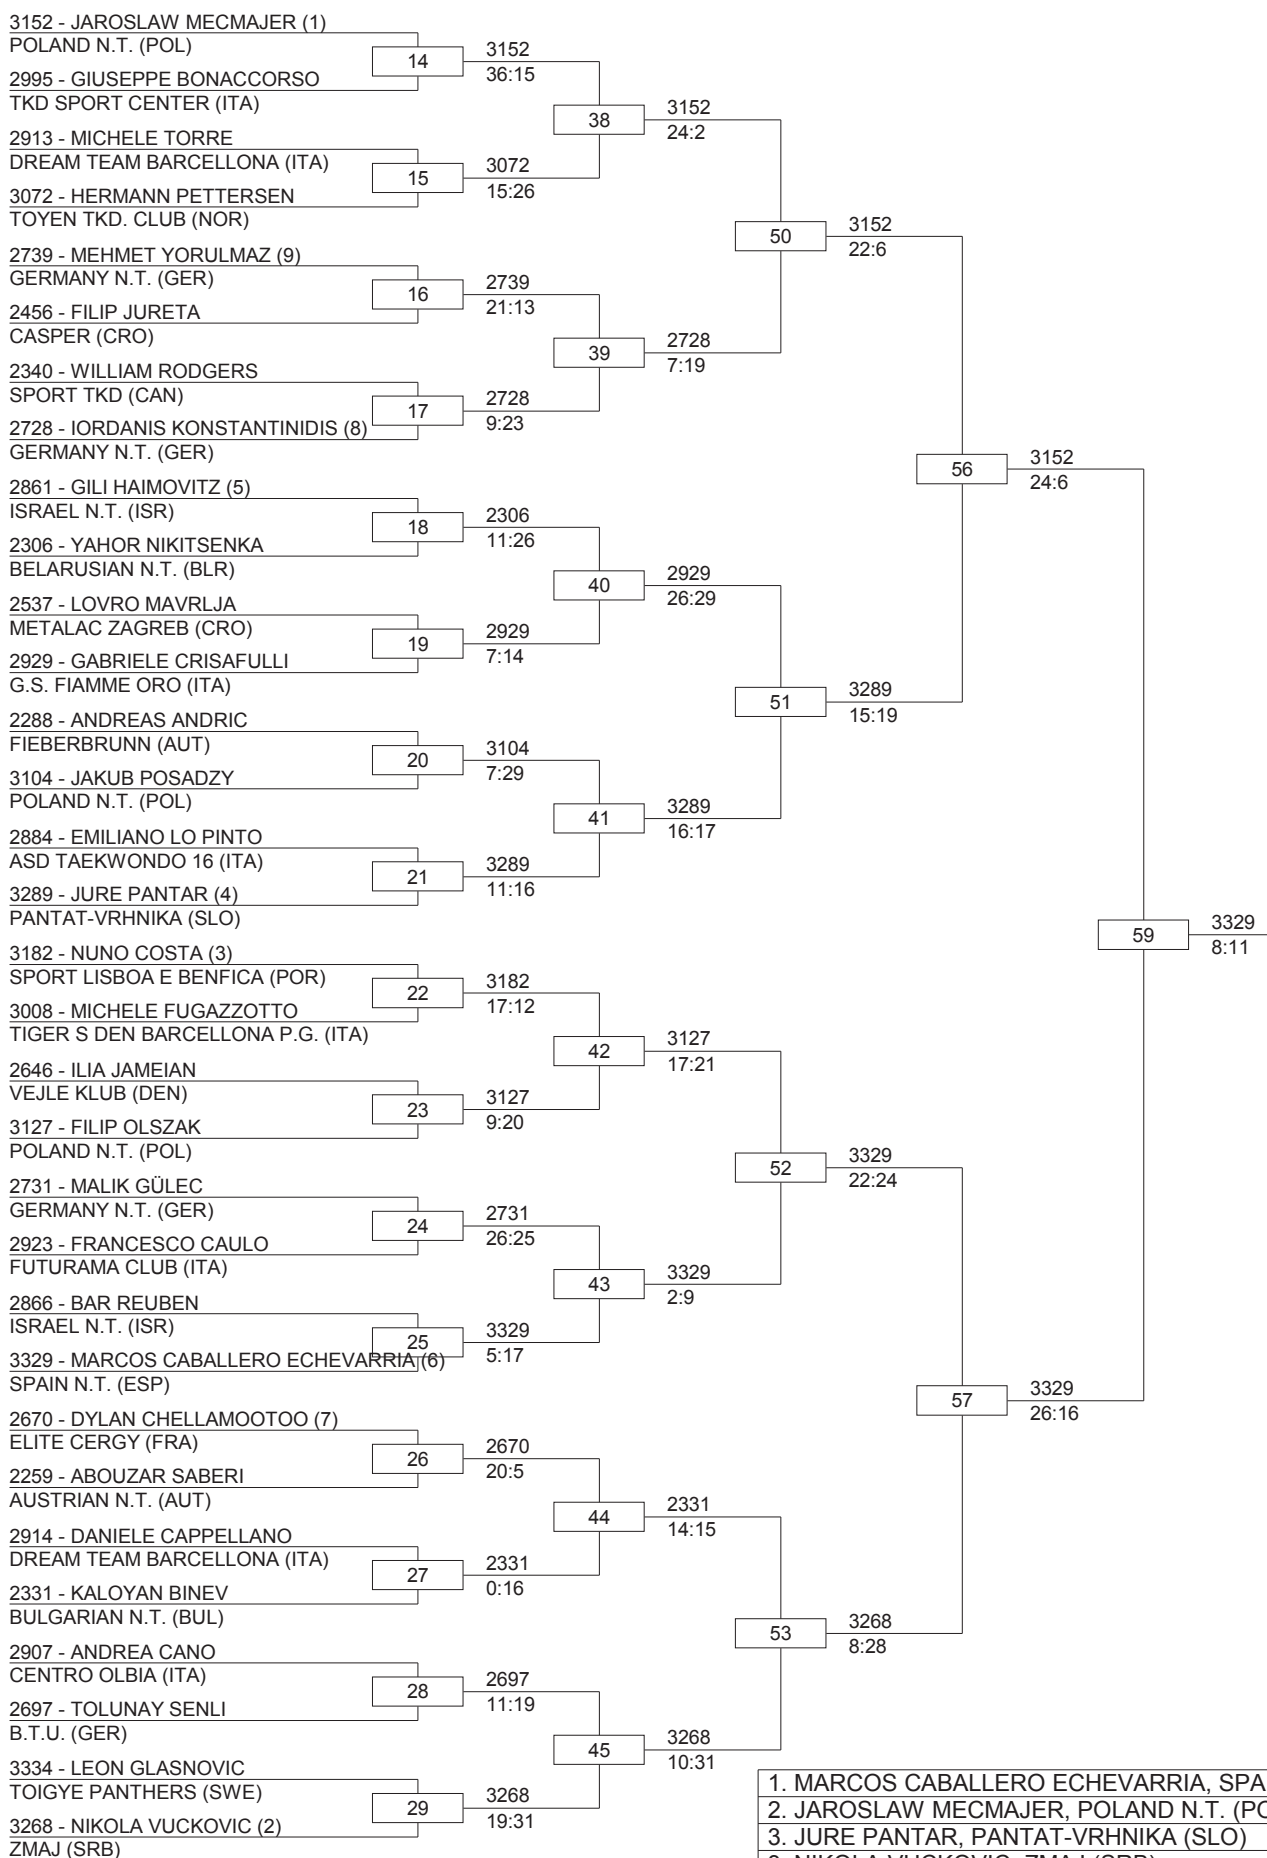 3152 - JAROSLAW MECMAJER (1)
POLAND N.T. (POL)
2995 - GIUSEPPE BONACCORSO
TKD SPORT CENTER (ITA)
2913 - MICHELE TORRE
DREAM TEAM BARCELLONA (ITA)
3072 - HERMANN PETTERSEN
TOYEN TKD. CLUB (NOR)
2739 - MEHMET YORULMAZ (9)
GERMANY N.T. (GER)
2456 - FILIP JURETA
CASPER (CRO)
2340 - WILLIAM RODGERS
SPORT TKD (CAN)
2728 - IORDANIS KONSTANTINIDIS (8)
GERMANY N.T. (GER)
2861 - GILI HAIMOVITZ (5)
ISRAEL N.T. (ISR)
2306 - YAHOR NIKITSENKA
BELARUSIAN N.T. (BLR)
2537 - LOVRO MAVRLJA
METALAC ZAGREB (CRO)
2929 - GABRIELE CRISAFULLI
G.S. FIAMME ORO (ITA)
2288 - ANDREAS ANDRIC
FIEBERBRUNN (AUT)
3104 - JAKUB POSADZY
POLAND N.T. (POL)
2884 - EMILIANO LO PINTO
ASD TAEKWONDO 16 (ITA)
3289 - JURE PANTAR (4)
PANTAT-VRHNIKA (SLO)
3182 - NUNO COSTA (3)
SPORT LISBOA E BENFICA (POR)
3008 - MICHELE FUGAZZOTTO
TIGER S DEN BARCELLONA P.G. (ITA)
2646 - ILIA JAMEIAN
VEJLE KLUB (DEN)
3127 - FILIP OLSZAK
POLAND N.T. (POL)
2731 - MALIK GÜLEC
GERMANY N.T. (GER)
2923 - FRANCESCO CAULO
FUTURAMA CLUB (ITA)
2866 - BAR REUBEN
ISRAEL N.T. (ISR)
3329 - MARCOS CABALLERO ECHEVARRIA (6)
SPAIN N.T. (ESP)
2670 - DYLAN CHELLAMOOTOO (7)
ELITE CERGY (FRA)
2259 - ABOUZAR SABERI
AUSTRIAN N.T. (AUT)
2914 - DANIELE CAPPELLANO
DREAM TEAM BARCELLONA (ITA)
2331 - KALOYAN BINEV
BULGARIAN N.T. (BUL)
2907 - ANDREA CANO
CENTRO OLBIA (ITA)
2697 - TOLUNAY SENLI
B.T.U. (GER)
3334 - LEON GLASNOVIC
TOIGYE PANTHERS (SWE)
3268 - NIKOLA VUCKOVIC (2)
ZMAJ (SRB)
14
3152
36:15
15
3072
15:26
16
2739
21:13
17
2728
9:23
18
2306
11:26
19
2929
7:14
20
3104
7:29
21
3289
11:16
22
3182
17:12
23
3127
9:20
24
2731
26:25
25
3329
5:17
26
2670
20:5
27
2331
0:16
28
2697
11:19
29
3268
19:31
38
3152
24:2
39
2728
7:19
40
2929
26:29
41
3289
16:17
42
3127
17:21
43
3329
2:9
44
2331
14:15
45
3268
10:31
50
3152
22:6
51
3289
15:19
52
3329
22:24
53
3268
8:28
56
3152
24:6
57
3329
26:16
59
3329
8:11
1. MARCOS CABALLERO ECHEVARRIA, SPA
2. JAROSLAW MECMAJER, POLAND N.T. (PO
3. JURE PANTAR, PANTAT-VRHNIKA (SLO)
3. NIKOLA VUCKOVIC, ZMAJ (SRB)